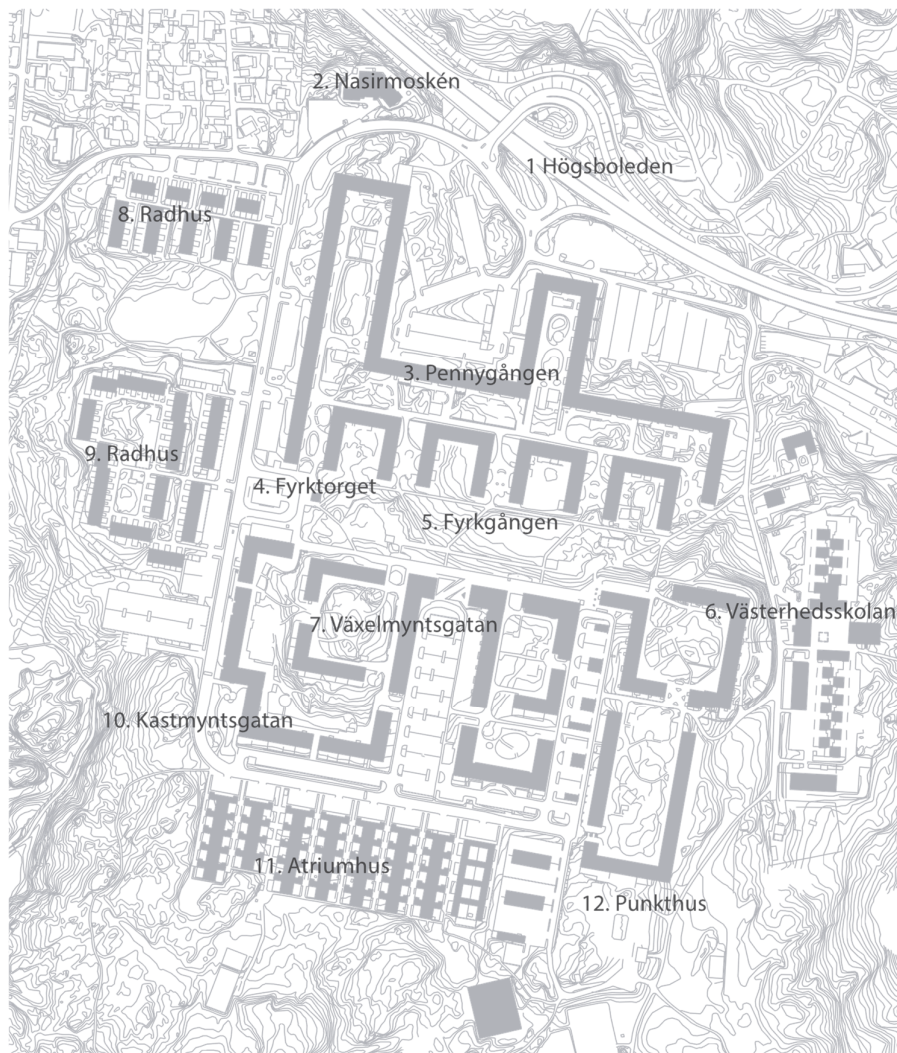 2. Nasirmoskén
1 Högsboleden
8. Radhus
3. Pennygången
9. Radhus
4. Fyrktorget
5. Fyrkgången
6. Västerhedsskolan
7. Växelmyntsgatan
10. Kastmyntsgatan
11. Atriumhus
12. Punkthus